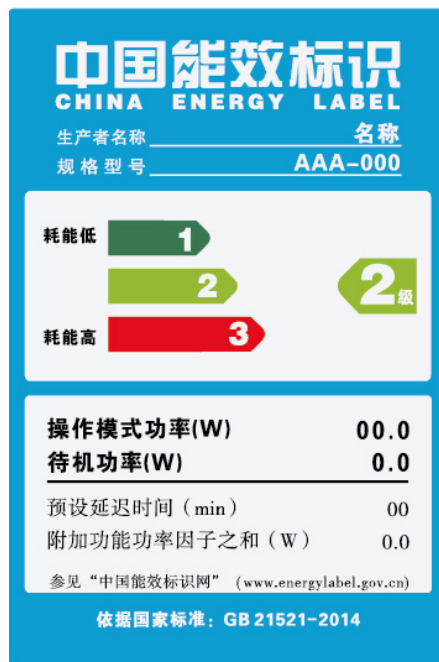 中国能效标识
CHINA ENERGY LABEL
生产者名称 名称
规格型号 AAA-000
耗能低 1
2 2级
耗能高 3
操作模式功率(W) 00.0
待机功率(W) 0.0
预设延迟时间（min） 00
附加功能功率因子之和（W） 0.0
参见“中国能效标识网”（www.energylabel.gov.cn)
依据国家标准：GB 21521-2014